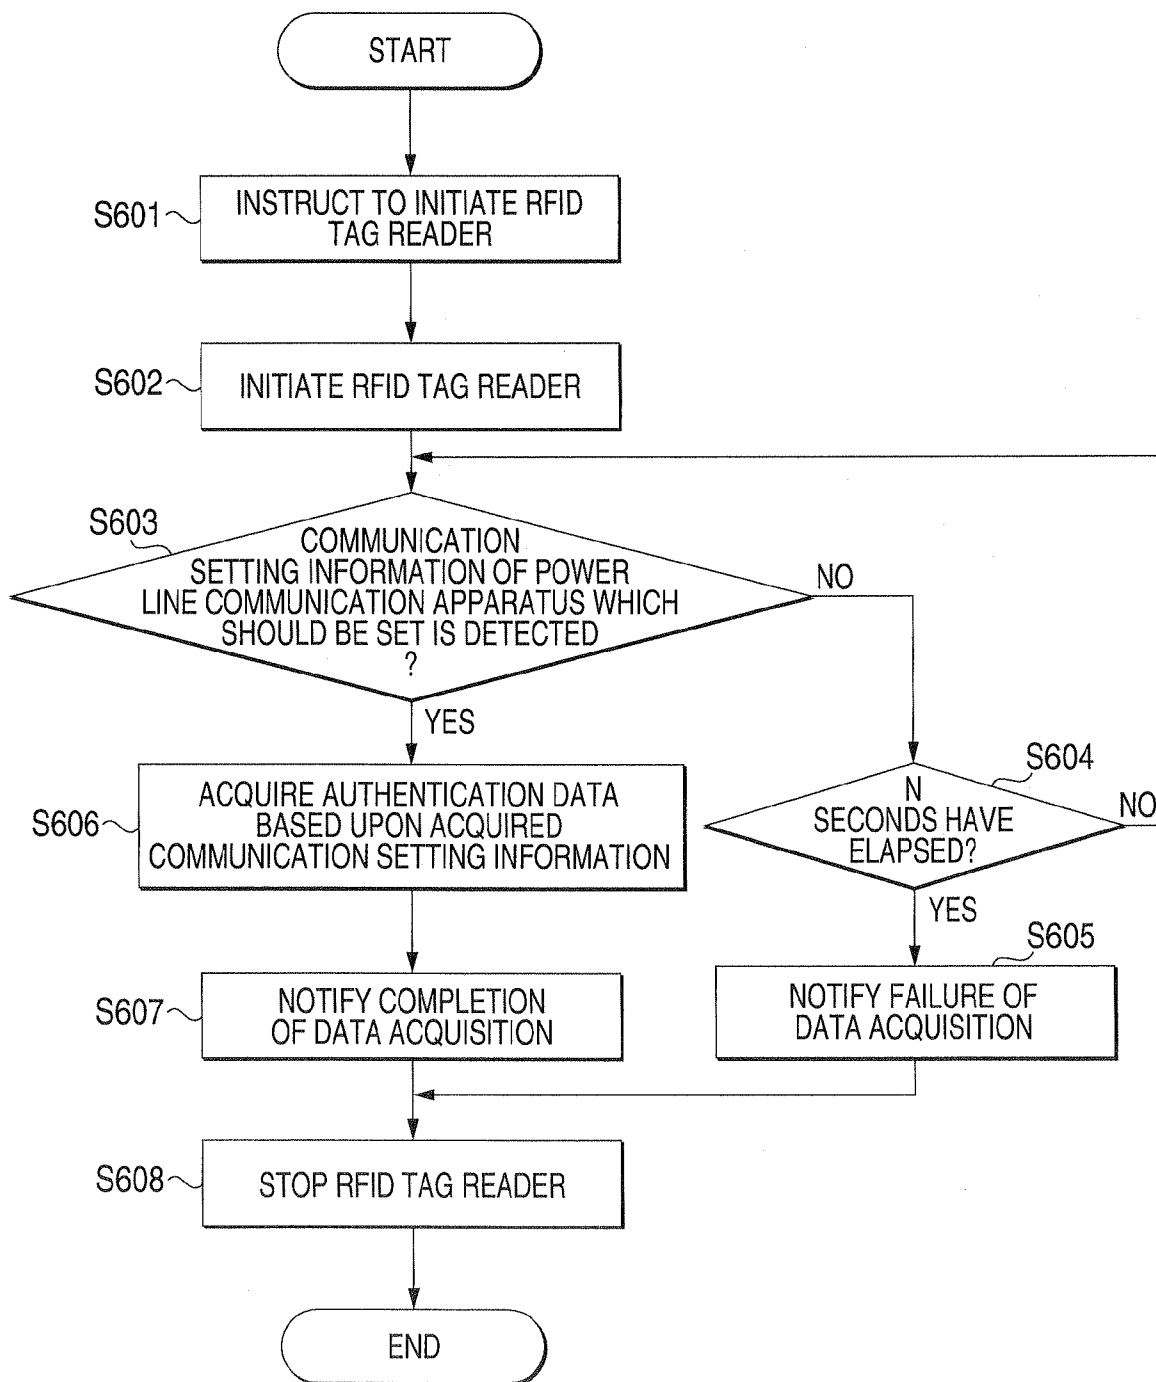 START
S601
INSTRUCT TO INITIATE RFID
TAG READER
S602
INITIATE RFID TAG READER
S603
COMMUNICATION
SETTING INFORMATION OF POWER
LINE COMMUNICATION APPARATUS WHICH
SHOULD BE SET IS DETECTED
?
NO
YES
S604
N
SECONDS HAVE
ELAPSED?
NO
YES
S606
ACQUIRE AUTHENTICATION DATA
BASED UPON ACQUIRED
COMMUNICATION SETTING INFORMATION
S605
NOTIFY FAILURE OF
DATA ACQUISITION
S607
NOTIFY COMPLETION
OF DATA ACQUISITION
S608
STOP RFID TAG READER
END